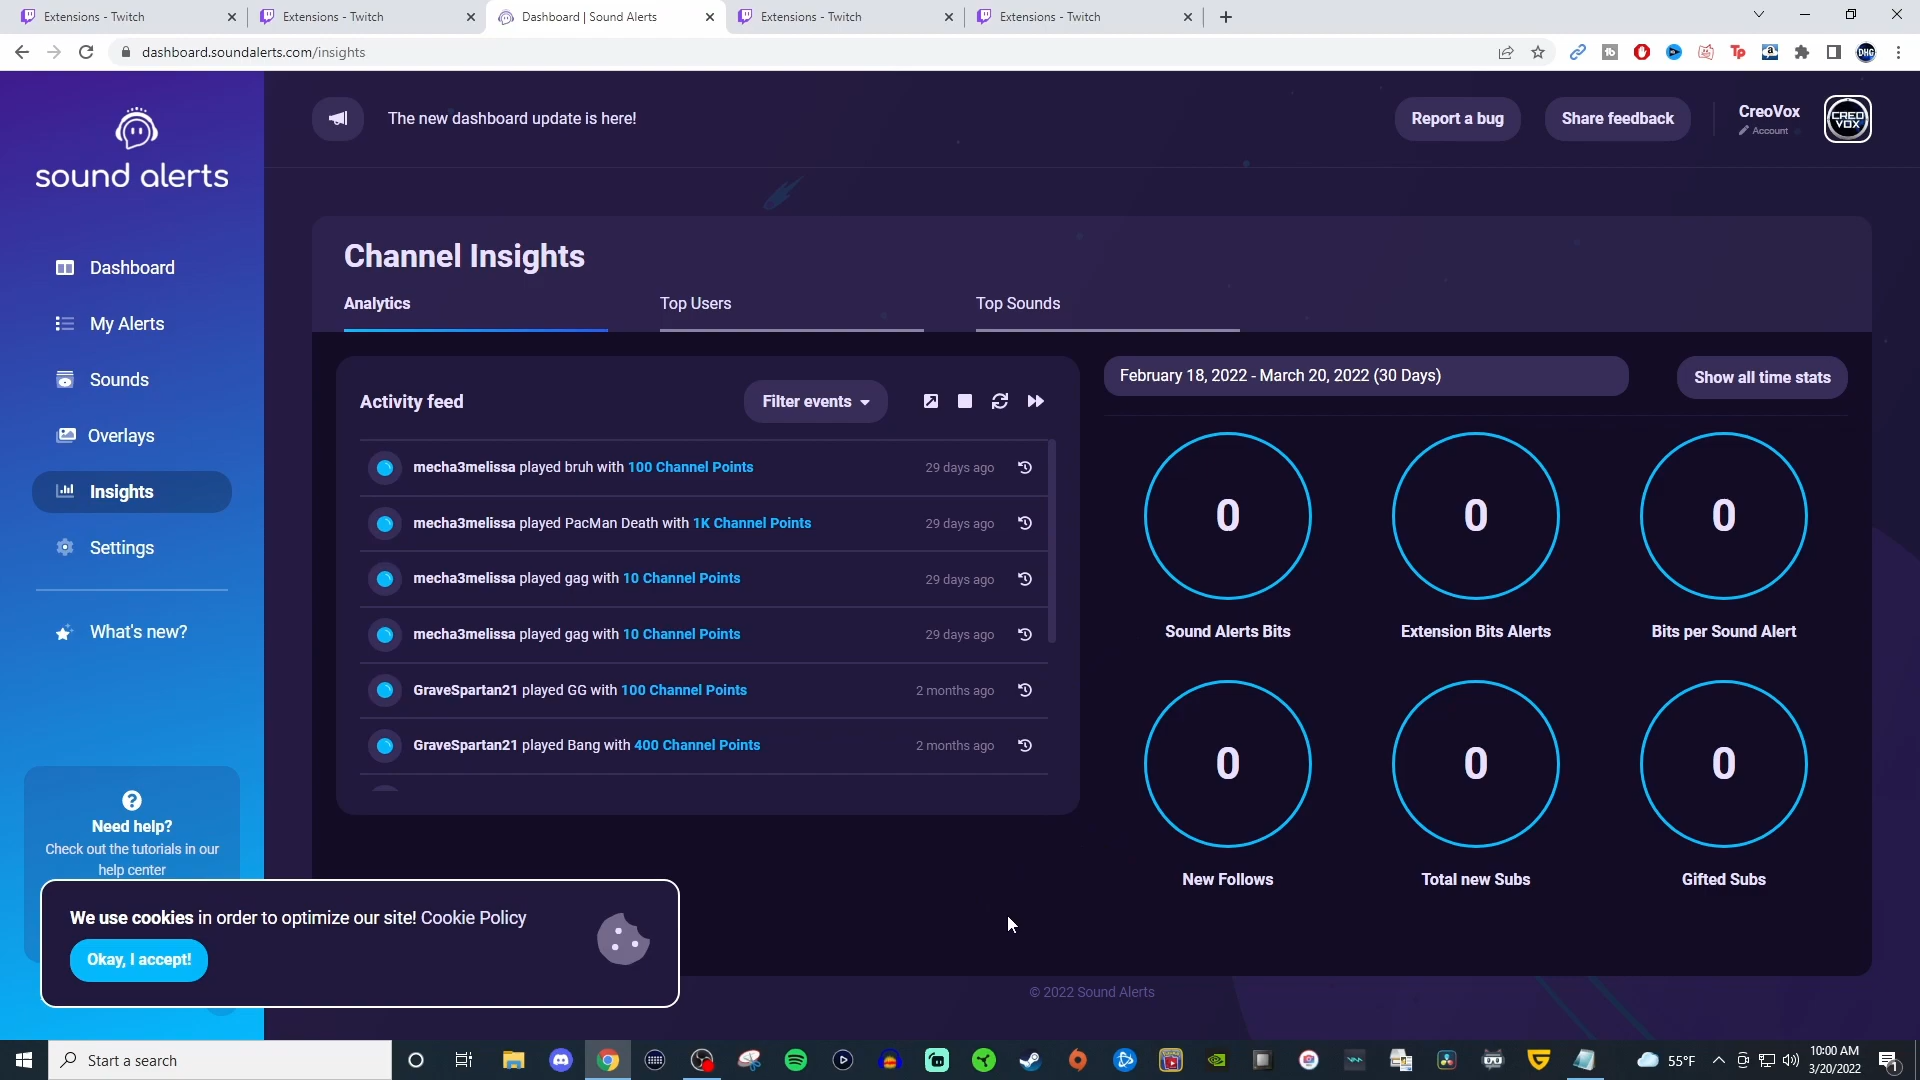 Extensions - Twitch
Extensions - Twitch
Dashboard | Sound Alerts
Extensions - Twitch
Extensions - Twitch
dashboard.soundalerts.com/insights
sound alerts
Dashboard
My Alerts
Sounds
Overlays
Insights
Settings
What's new?
Need help?
Check out the tutorials in our
help center
The new dashboard update is here!
Report a bug
Share feedback
CreoVox
Account
CREO
VOX
Channel Insights
Analytics
Top Users
Top Sounds
Activity feed
Filter events
mecha3melissa played bruh with 100 Channel Points
29 days ago
mecha3melissa played PacMan Death with 1K Channel Points
29 days ago
mecha3melissa played gag with 10 Channel Points
29 days ago
mecha3melissa played gag with 10 Channel Points
29 days ago
GraveSpartan21 played GG with 100 Channel Points
2 months ago
GraveSpartan21 played Bang with 400 Channel Points
2 months ago
February 18, 2022 - March 20, 2022 (30 Days)
Show all time stats
0
Sound Alerts Bits
0
Extension Bits Alerts
0
Bits per Sound Alert
0
New Follows
0
Total new Subs
0
Gifted Subs
We use cookies in order to optimize our site! Cookie Policy
Okay, I accept!
© 2022 Sound Alerts
Start a search
55°F
10:00 AM
3/20/2022
1